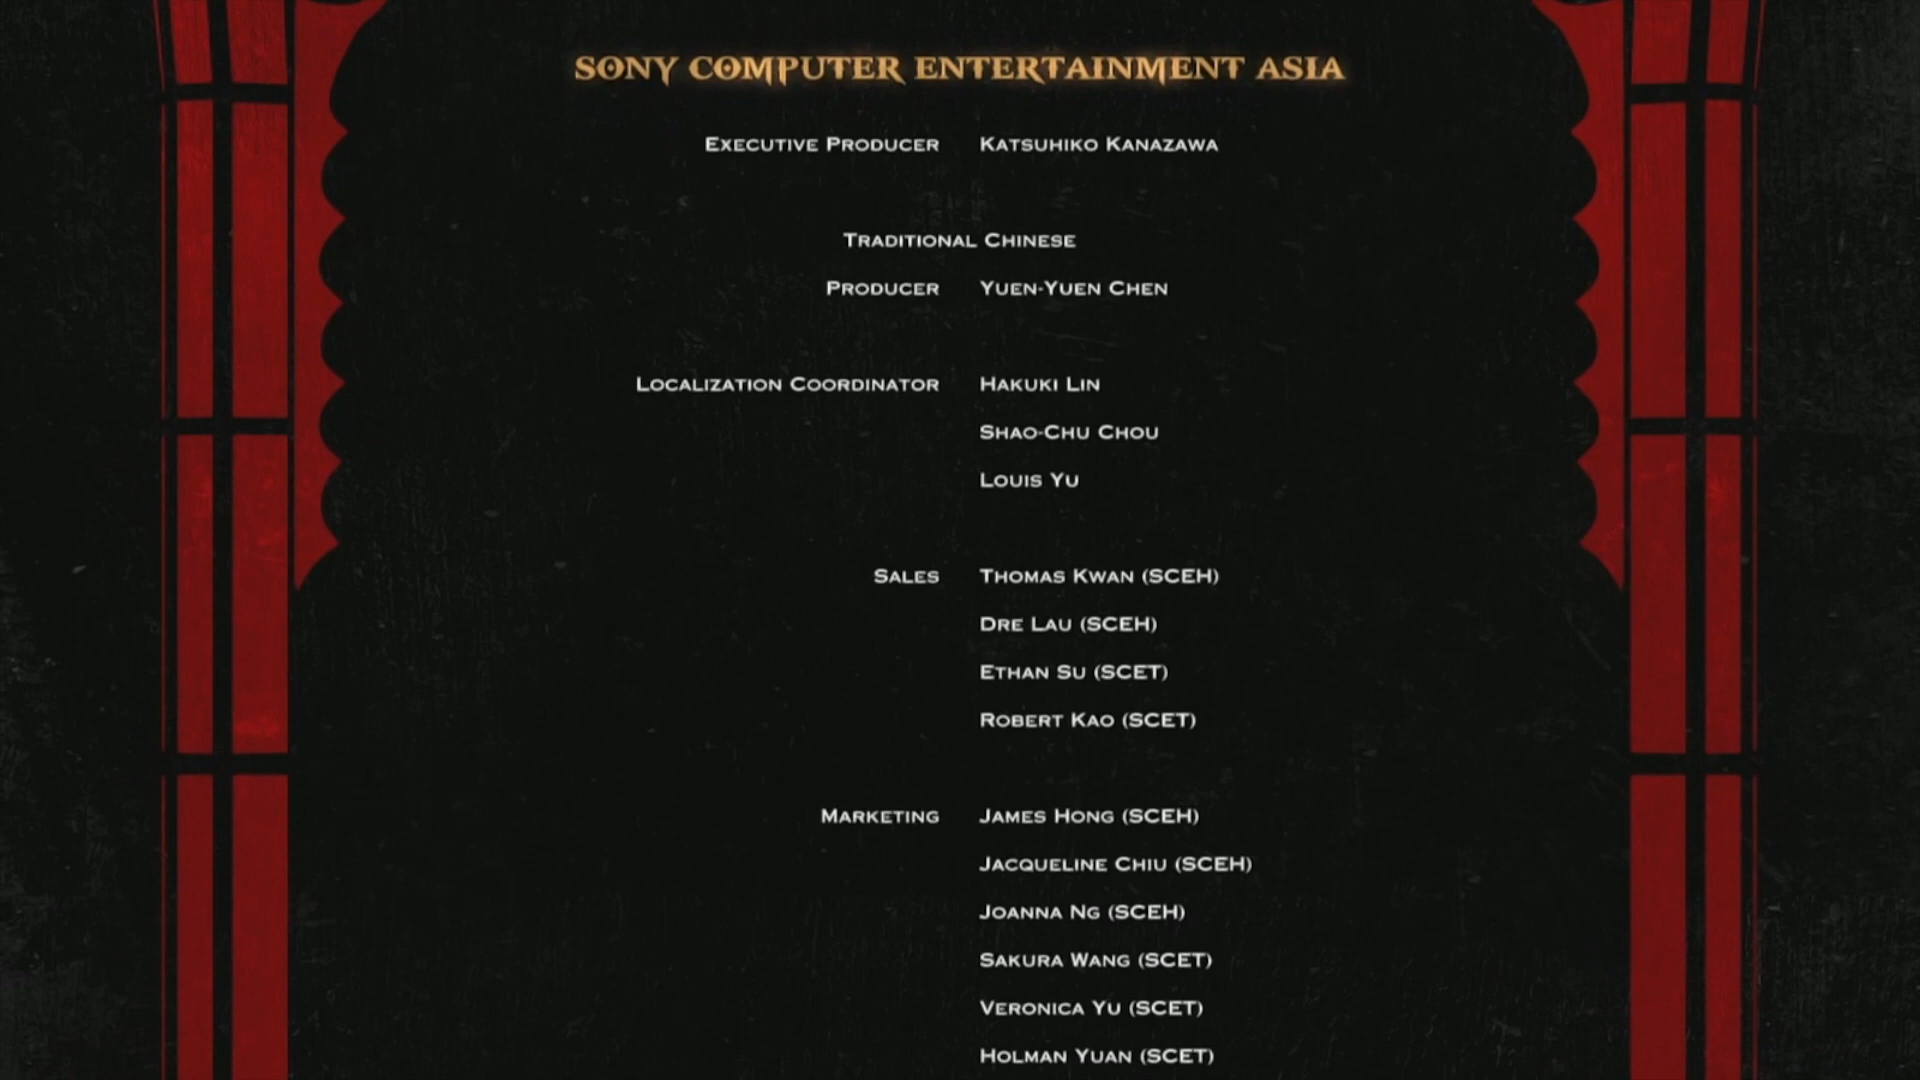 SONY COMPUTER ENTERTAINMENT ASIA
EXECUTIVE PRODUCER KATSUHIKO KANAZAWA
TRADITIONAL CHINESE
PRODUCER YUEN-YUEN CHEN
LOCALIZATION COORDINATOR HAKUKI LIN
SHAO-CHU CHOU
LOUIS YU
SALES THOMAS KWAN (SCEH)
DRE LAU (SCEH)
ETHAN SU (SCET)
ROBERT KAO (SCET)
MARKETING JAMES HONG (SCEH)
JACQUELINE CHIU (SCEH)
JOANNA NG (SCEH)
SAKURA WANG (SCET)
VERONICA YU (SCET)
HOLMAN YUAN (SCET)